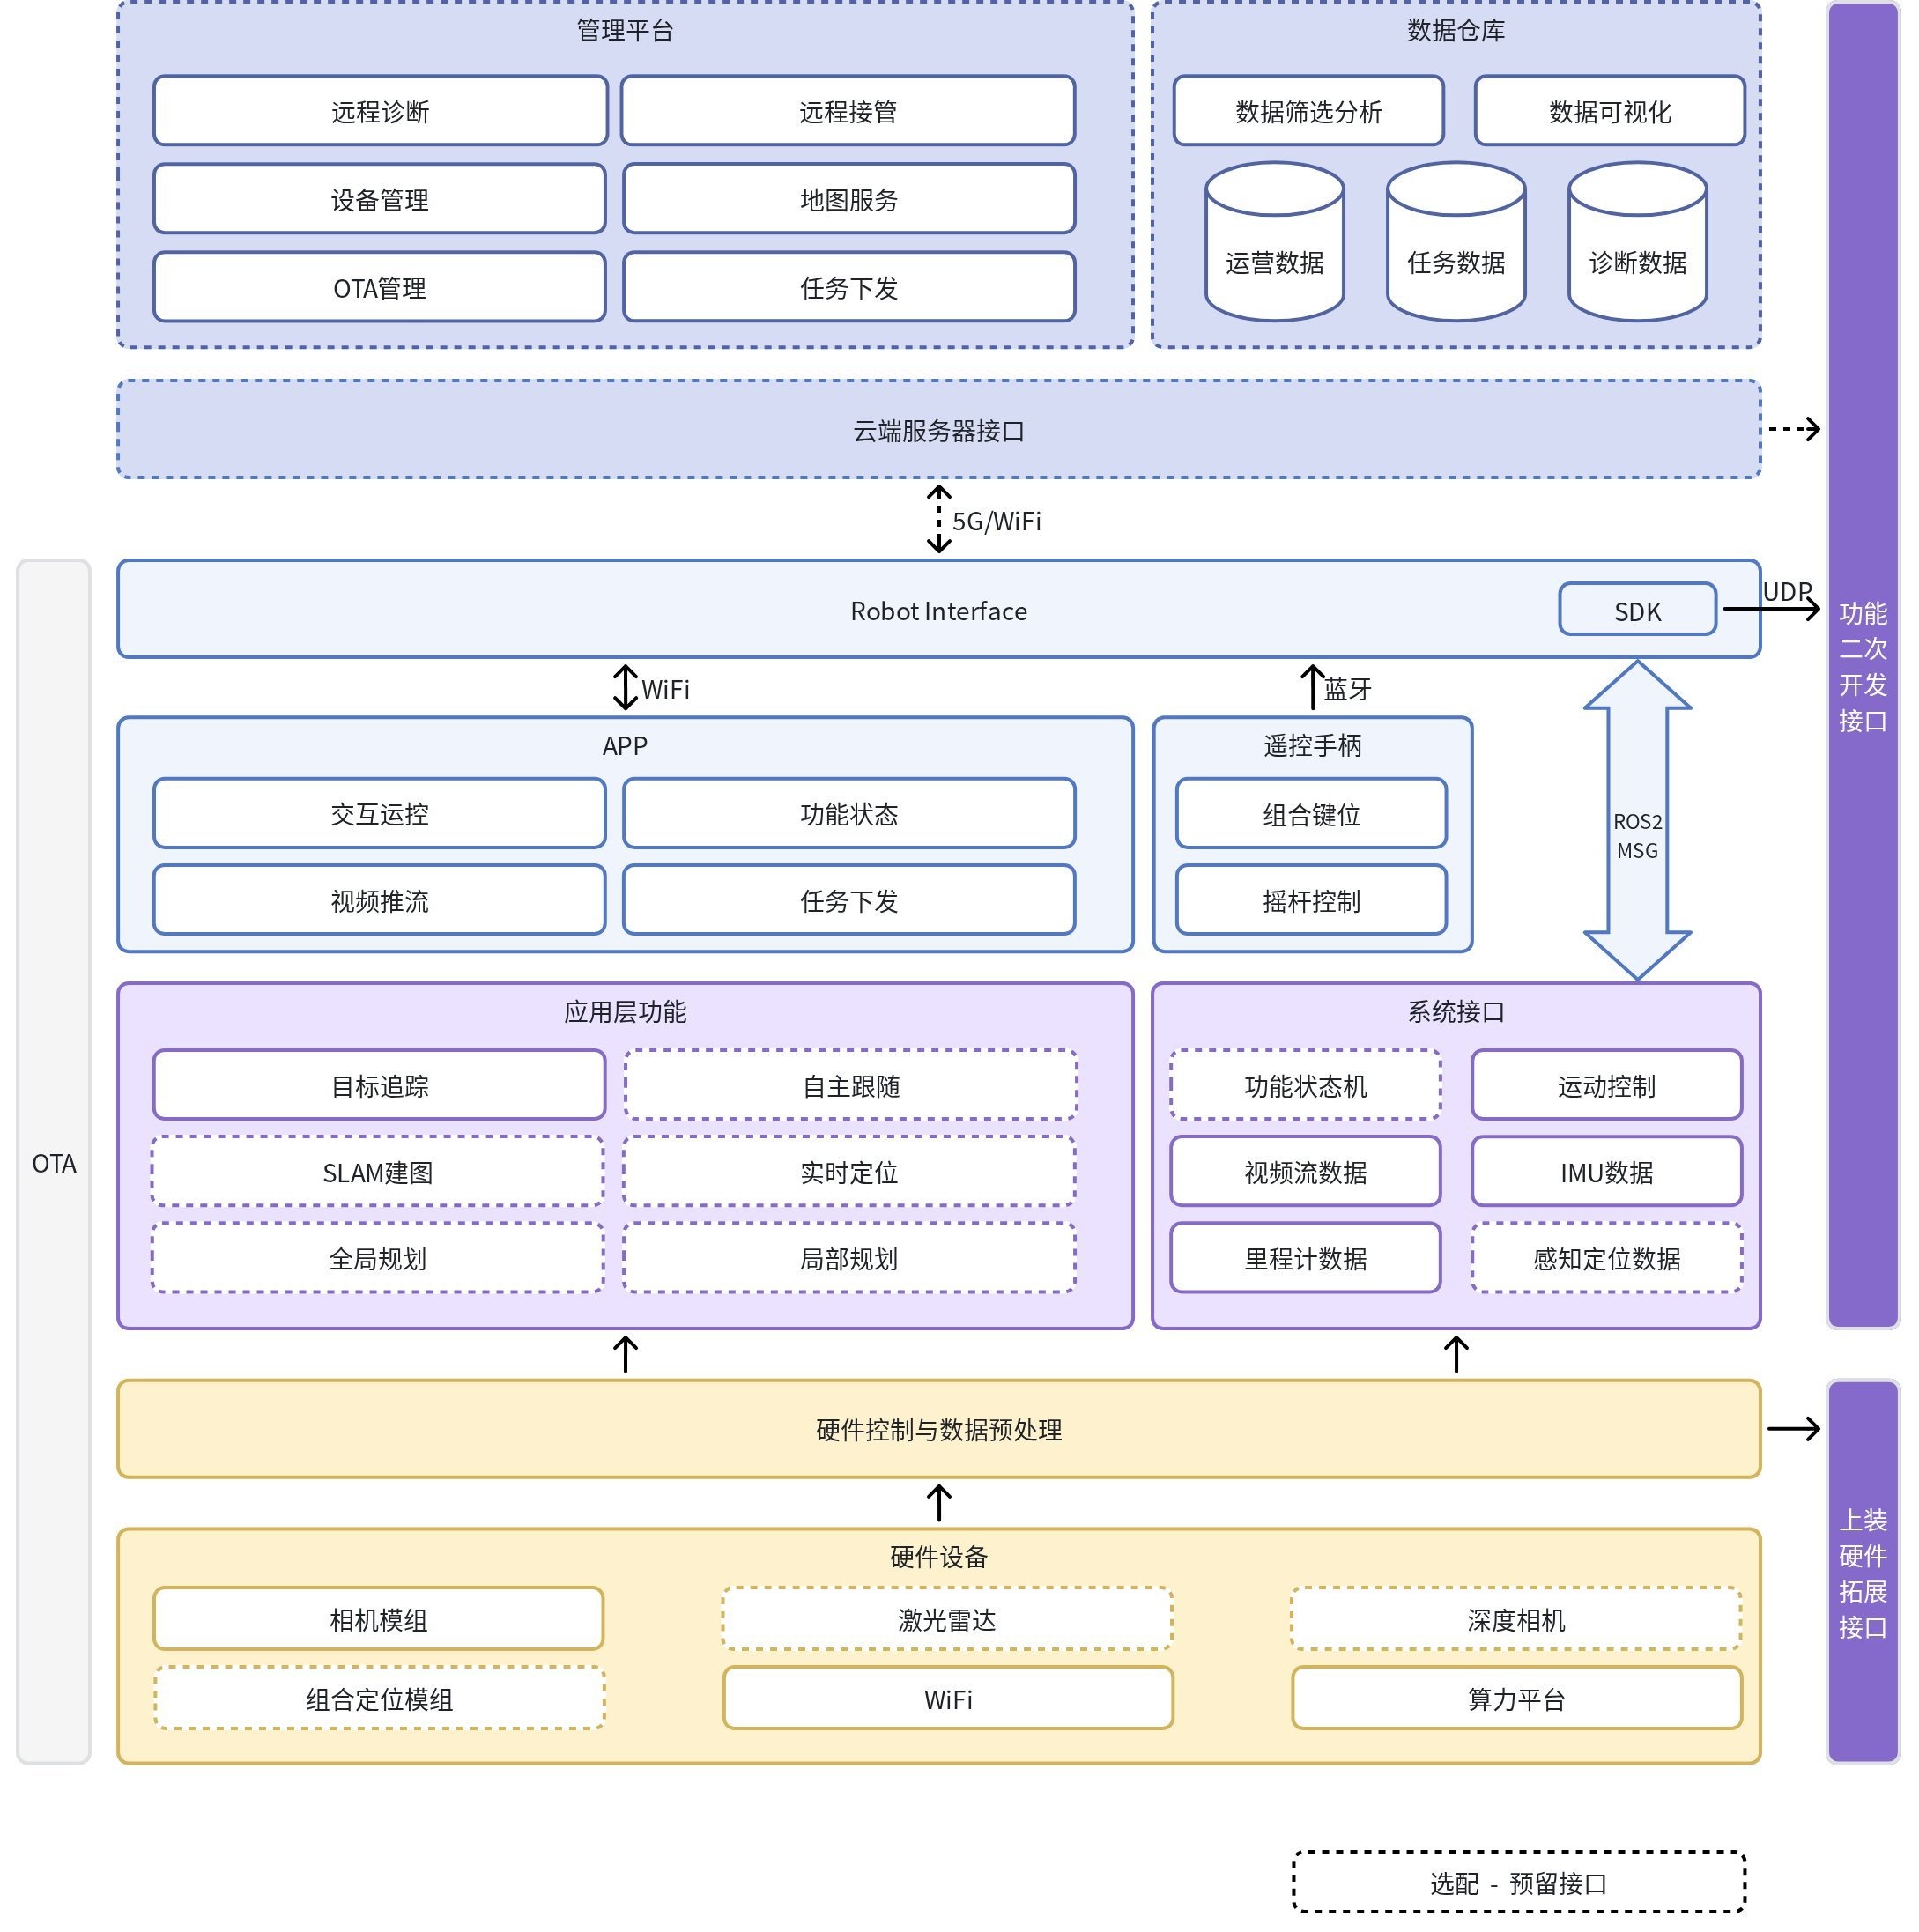 管理平台
远程诊断
远程接管
设备管理
地图服务
OTA管理
任务下发
数据仓库
数据筛选分析
数据可视化
运营数据
任务数据
诊断数据
云端服务器接口
5G/WiFi
Robot Interface
SDK
UDP
功能
二次
开发
接口
WiFi
蓝牙
APP
交互运控
功能状态
视频推流
任务下发
遥控手柄
组合键位
摇杆控制
ROS2
MSG
OTA
应用层功能
目标追踪
自主跟随
SLAM建图
实时定位
全局规划
局部规划
系统接口
功能状态机
运动控制
视频流数据
IMU数据
里程计数据
感知定位数据
硬件控制与数据预处理
上装
硬件
拓展
接口
硬件设备
相机模组
激光雷达
深度相机
组合定位模组
WiFi
算力平台
选配 - 预留接口